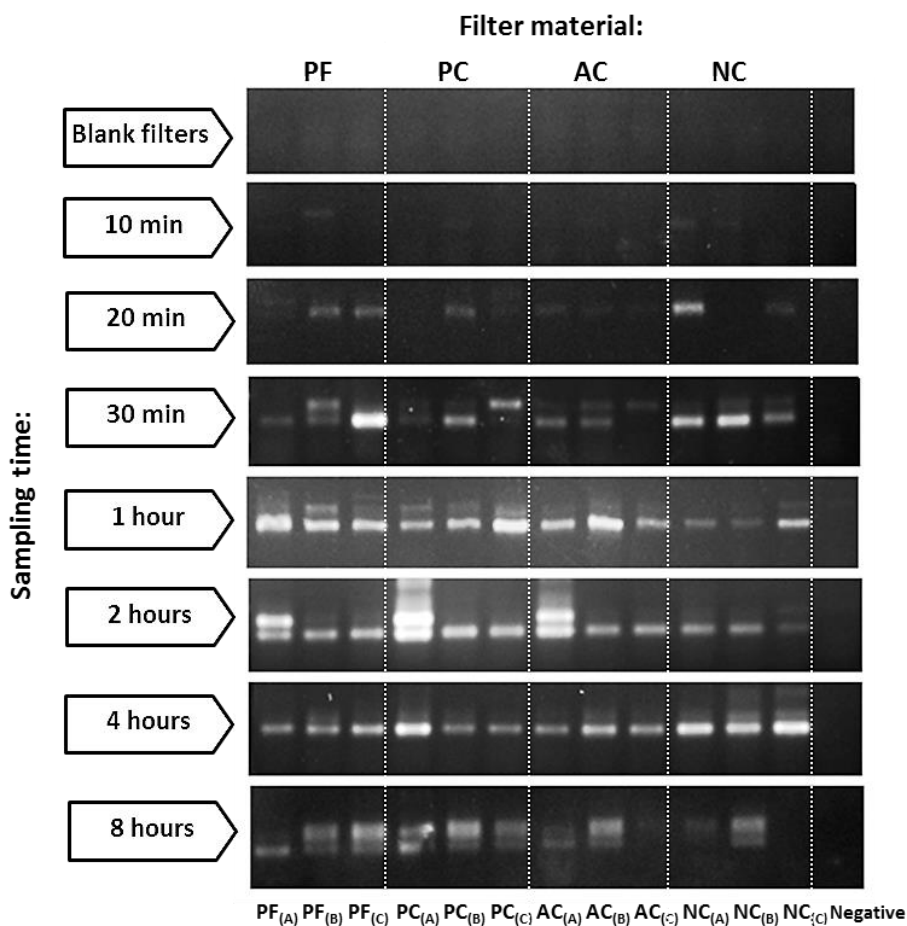 Filter material:
PF PC AC NC
Blank filters
10 min
20 min
30 min
1 hour
2 hours
4 hours
8 hours
Sampling time:
PF(A) PF(B) PF(C) PC(A) PC(B) PC(C) AC(A) AC(B) AC(C) NC(A) NC(B) NC(C) Negative